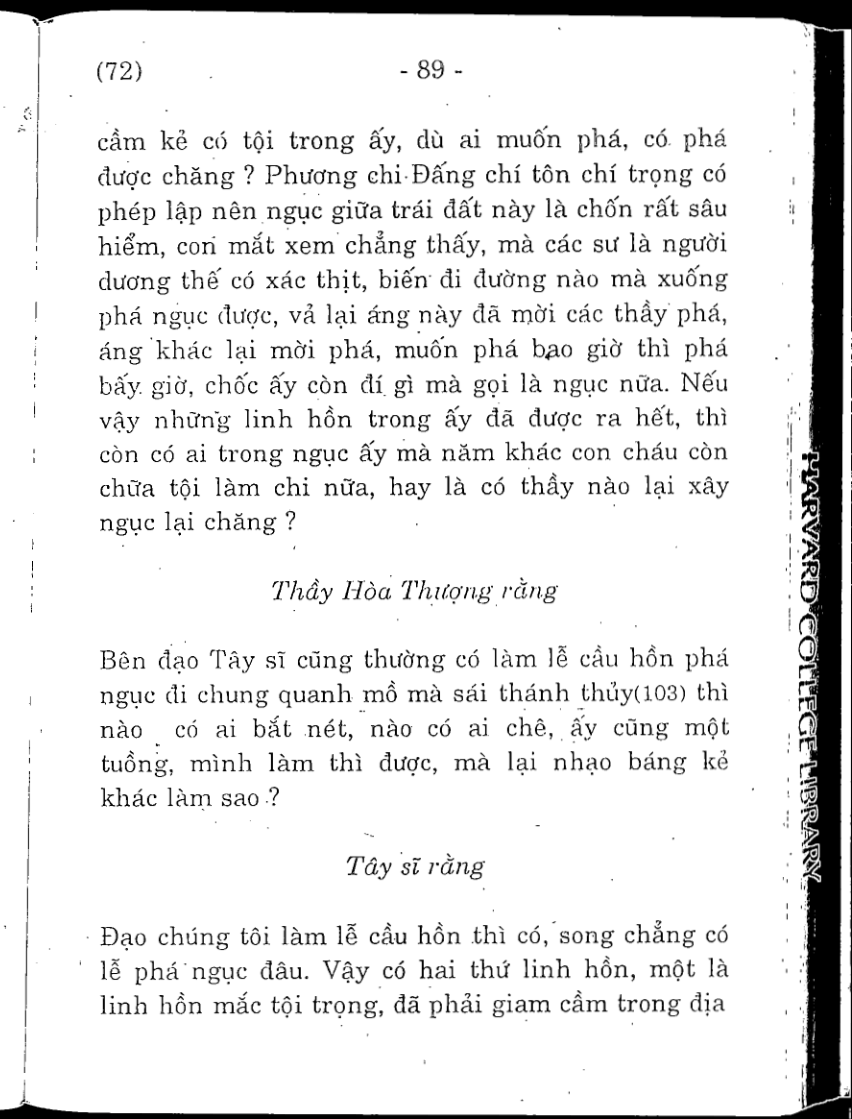 (72) - 89 -
cầm kẻ có tội trong ấy, dù ai muốn phá, có phá
được chăng ? Phương chi Đấng chí tôn chí trọng có
phép lập nên ngục giữa trái đất này là chốn rất sâu
hiểm, con mắt xem chẳng thấy, mà các sư là người
dương thế có xác thịt, biến đi đường nào mà xuống
phá ngục được, vả lại áng này đã mời các thầy phá,
áng khác lại mời phá, muốn phá bao giờ thì phá
bấy giờ, chốc ấy còn đí gì mà gọi là ngục nữa. Nếu
vậy những linh hồn trong ấy đã được ra hết, thì
còn có ai trong ngục ấy mà năm khác con cháu còn
chữa tội làm chi nữa, hay là có thầy nào lại xây
ngục lại chăng ?
Thầy Hòa Thượng rằng
Bên đạo Tây sĩ cũng thường có làm lễ cầu hồn phá
ngục đi chung quanh mồ mà sái thánh thủy(103) thì
nào có ai bắt nét, nào có ai chê, ấy cũng một
tuồng, mình làm thì được, mà lại nhạo báng kẻ
khác làm sao ?
Tây sĩ rằng
Đạo chúng tôi làm lễ cầu hồn thì có, song chẳng có
lễ phá ngục đâu. Vậy có hai thứ linh hồn, một là
linh hồn mắc tội trọng, đã phải giam cầm trong địa
HARVARD COLLEGE LIBRARY